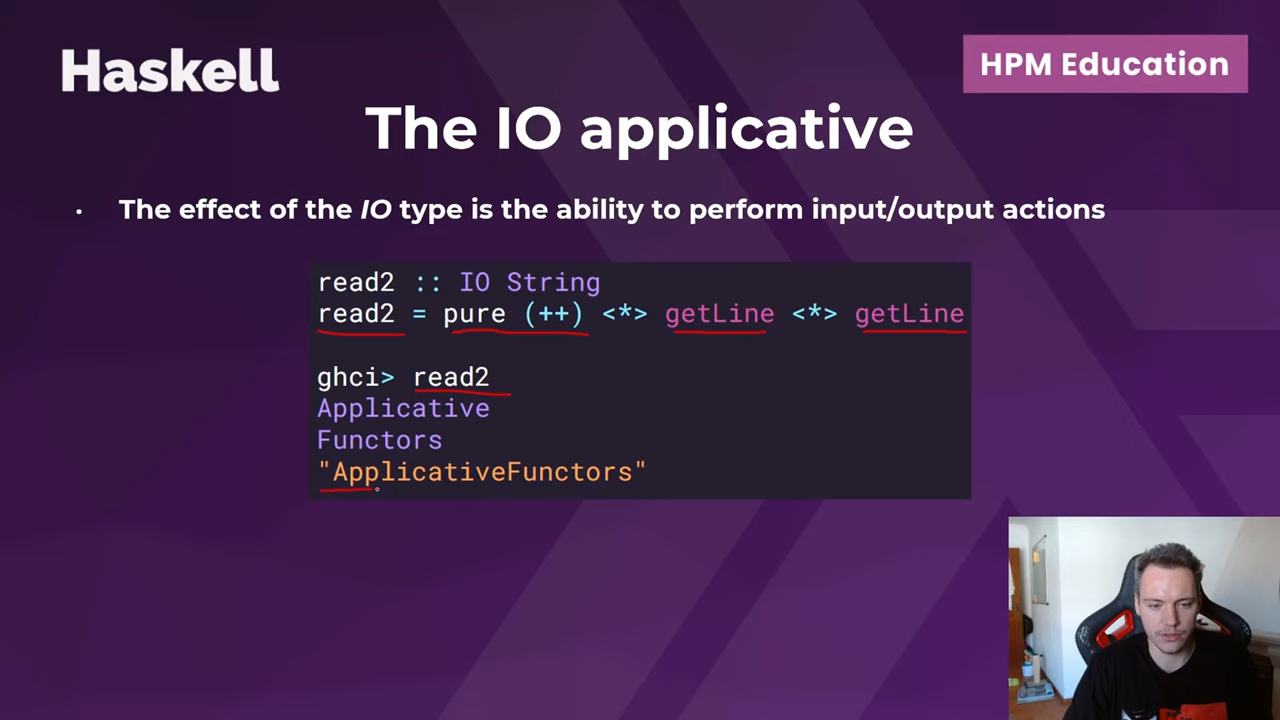 Haskell
HPM Education
The IO applicative
• The effect of the IO type is the ability to perform input/output actions
read2 :: IO String
read2 = pure (++) <*> getLine <*> getLine
ghci> read2
Applicative
Functors
"ApplicativeFunctors"